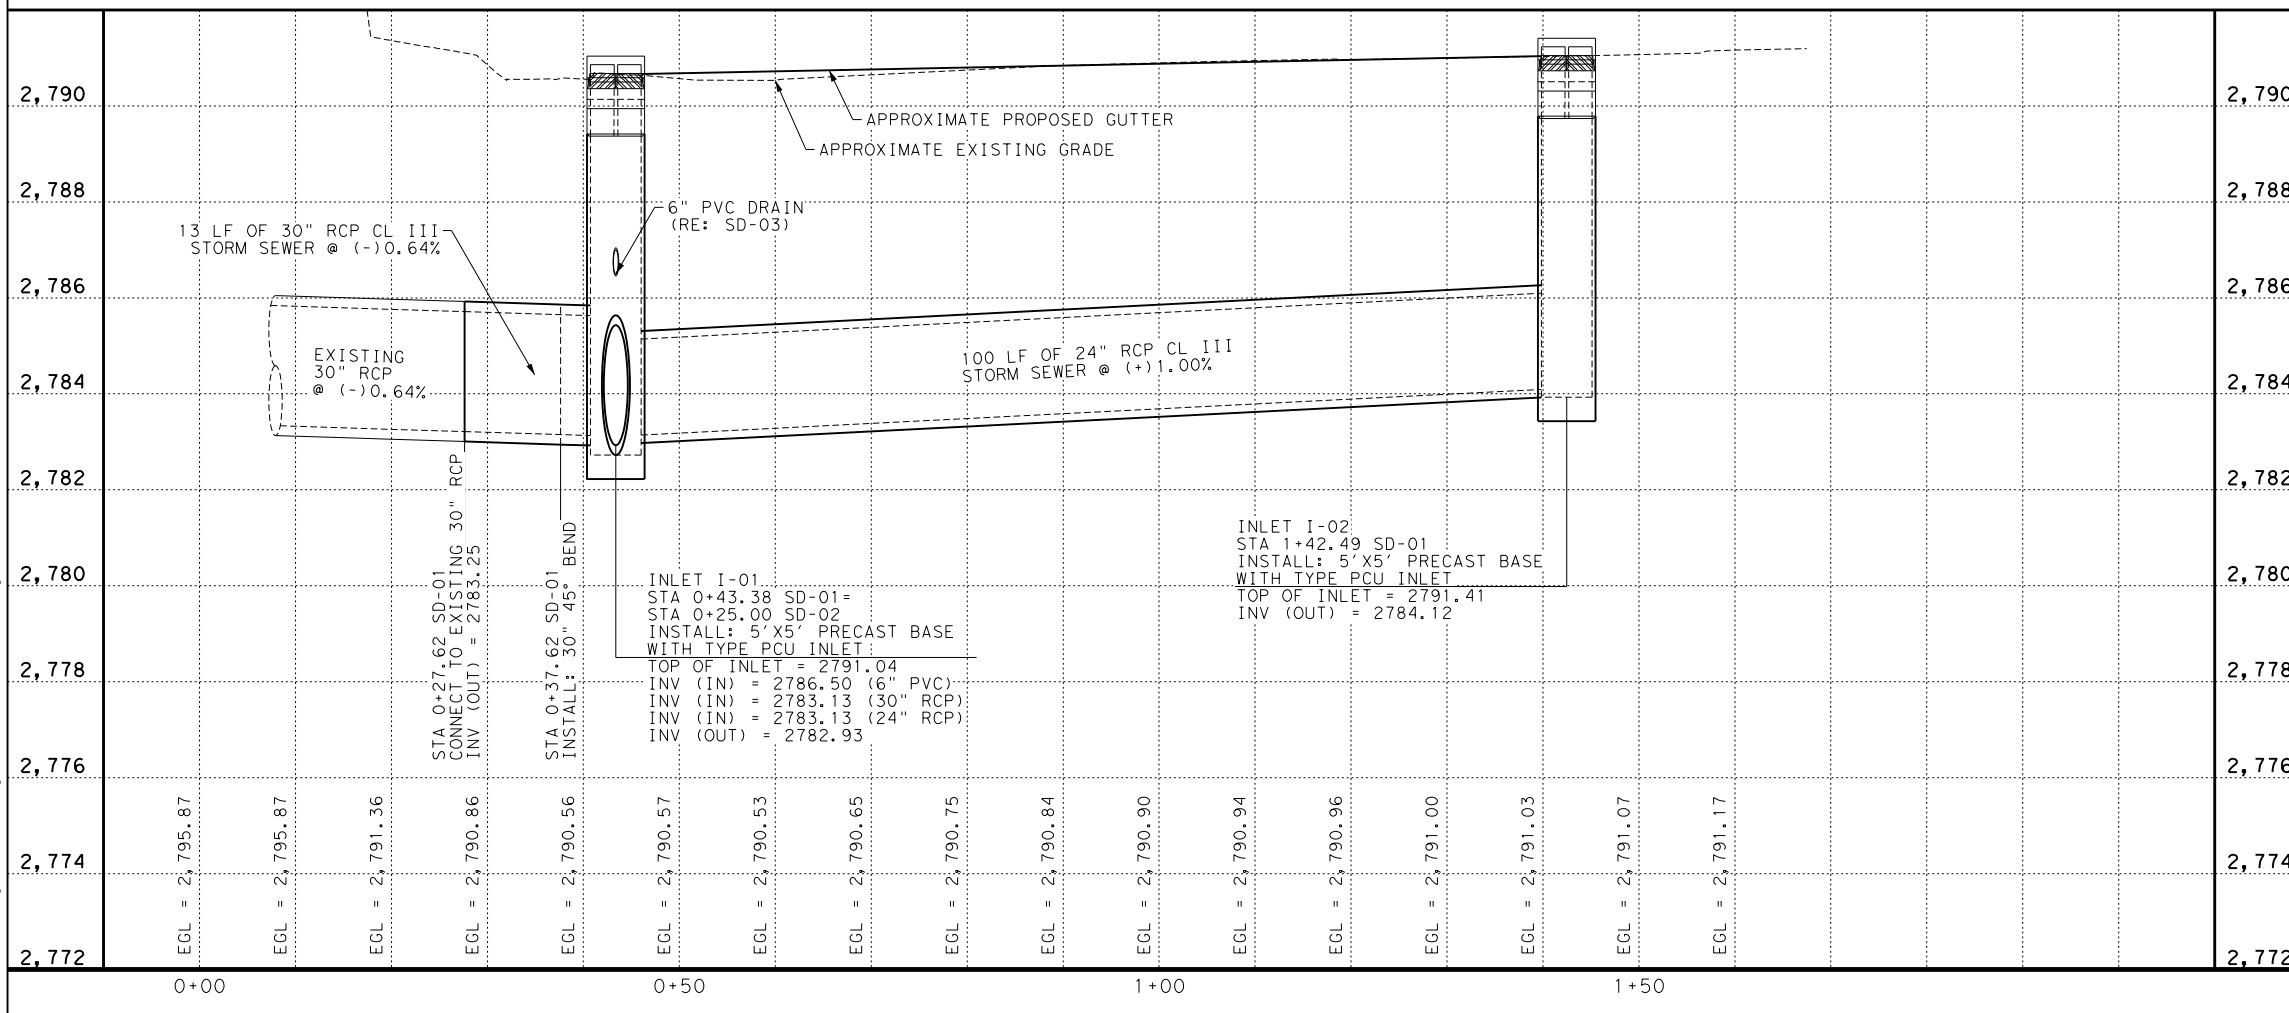 2,790
2,788
2,786
2,784
2,782
2,780
2,778
2,776
2,774
2,772
2,790
2,788
2,786
2,784
2,782
2,780
2,778
2,776
2,774
2,772
APPROXIMATE PROPOSED GUTTER
APPROXIMATE EXISTING GRADE
6" PVC DRAIN
(RE: SD-03)
13 LF OF 30" RCP CL III
STORM SEWER @ (-)0.64%
EXISTING
30" RCP
@ (-)0.64%
100 LF OF 24" RCP CL III
STORM SEWER @ (+)1.00%
STA 0+27.62 SD-01
CONNECT TO EXISTING 30" RCP
INV (OUT) = 2783.25
STA 0+37.62 SD-01
INSTALL: 30" 45° BEND
INLET I-01
STA 0+43.38 SD-01=
STA 0+25.00 SD-02
INSTALL: 5'X5' PRECAST BASE
WITH TYPE PCU INLET
TOP OF INLET = 2791.04
INV (IN) = 2786.50 (6" PVC)
INV (IN) = 2783.13 (30" RCP)
INV (IN) = 2783.13 (24" RCP)
INV (OUT) = 2782.93
INLET I-02
STA 1+42.49 SD-01
INSTALL: 5'X5' PRECAST BASE
WITH TYPE PCU INLET
TOP OF INLET = 2791.41
INV (OUT) = 2784.12
EGL = 2,795.87
EGL = 2,795.87
EGL = 2,791.36
EGL = 2,790.86
EGL = 2,790.56
EGL = 2,790.57
EGL = 2,790.53
EGL = 2,790.65
EGL = 2,790.75
EGL = 2,790.84
EGL = 2,790.90
EGL = 2,790.94
EGL = 2,790.96
EGL = 2,791.00
EGL = 2,791.03
EGL = 2,791.07
EGL = 2,791.17
0+00
0+50
1+00
1+50